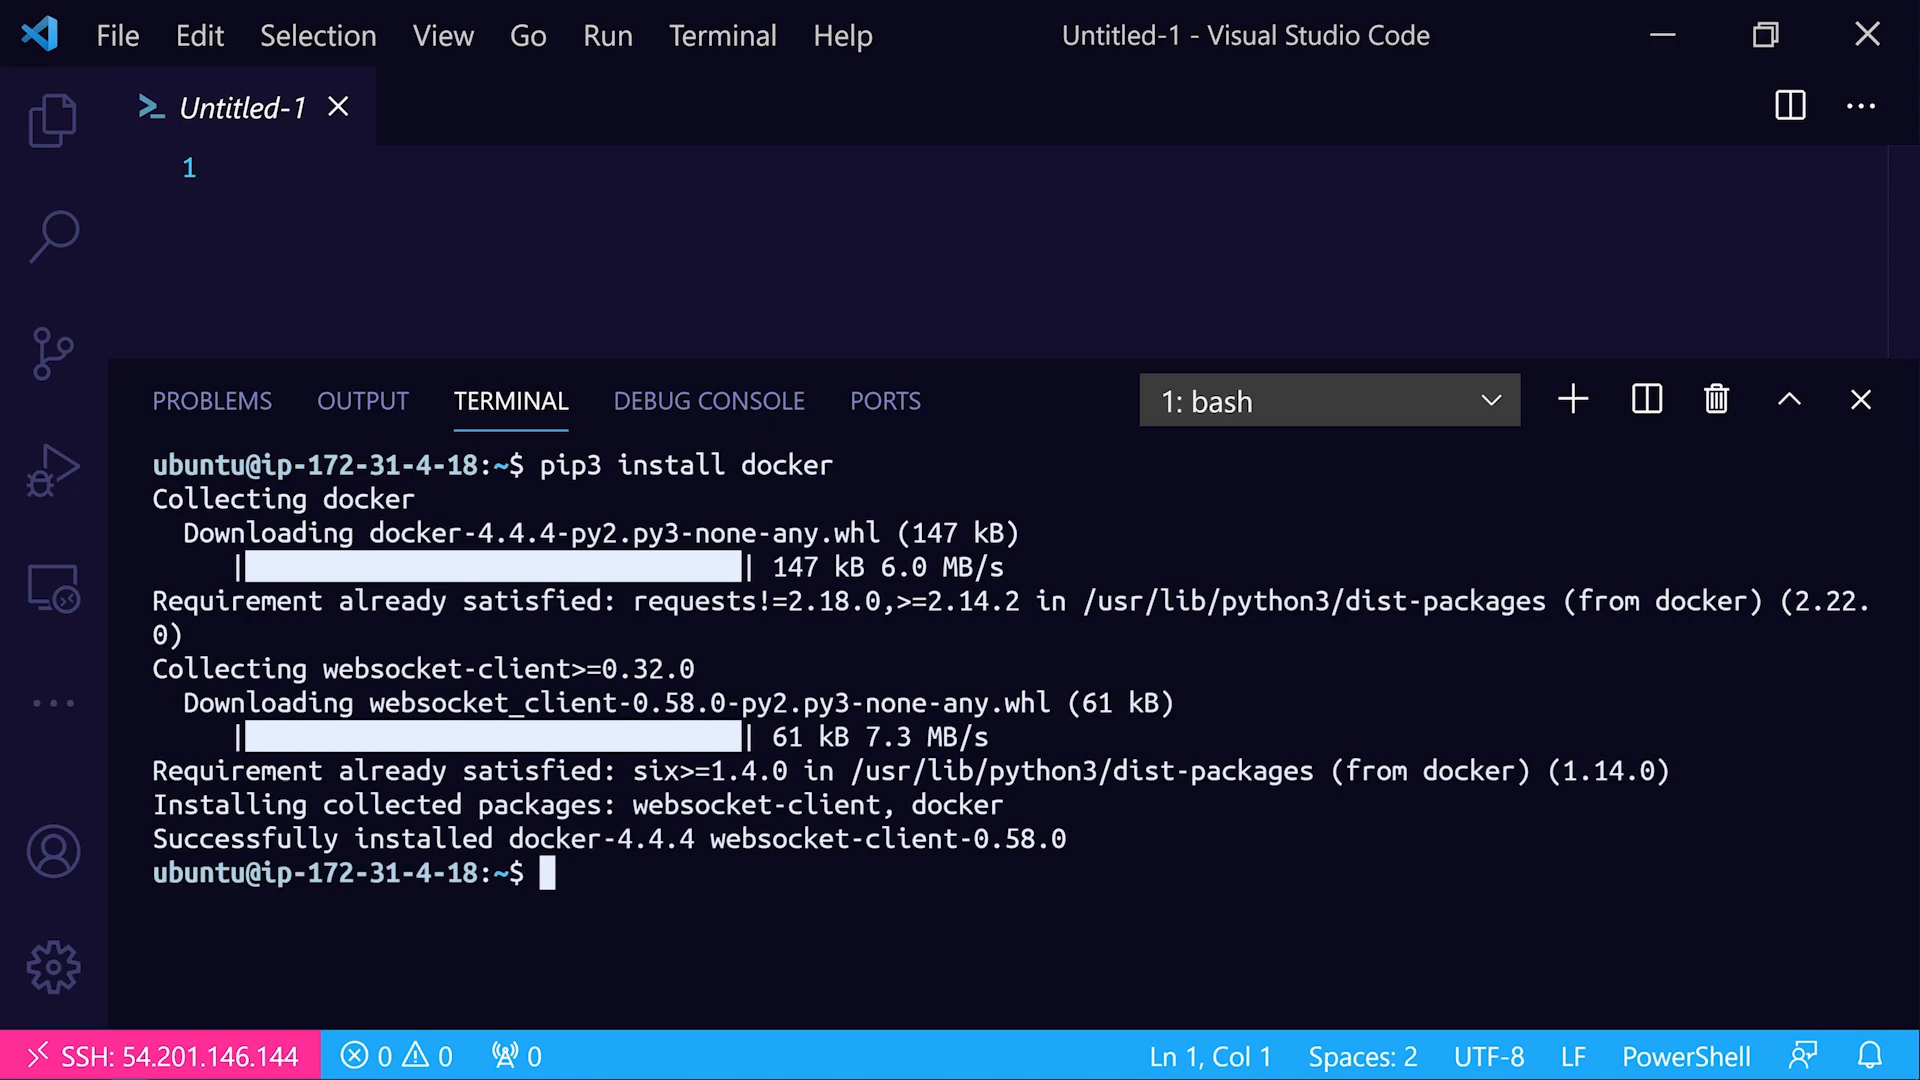 File Edit Selection View Go Run Terminal Help Untitled-1 - Visual Studio Code
Untitled-1
1
PROBLEMS OUTPUT TERMINAL DEBUG CONSOLE PORTS 1: bash
ubuntu@ip-172-31-4-18:~$ pip3 install docker
Collecting docker
  Downloading docker-4.4.4-py2.py3-none-any.whl (147 kB)
     || 147 kB 6.0 MB/s
Requirement already satisfied: requests!=2.18.0,>=2.14.2 in /usr/lib/python3/dist-packages (from docker) (2.22.
0)
Collecting websocket-client>=0.32.0
  Downloading websocket_client-0.58.0-py2.py3-none-any.whl (61 kB)
     || 61 kB 7.3 MB/s
Requirement already satisfied: six>=1.4.0 in /usr/lib/python3/dist-packages (from docker) (1.14.0)
Installing collected packages: websocket-client, docker
Successfully installed docker-4.4.4 websocket-client-0.58.0
ubuntu@ip-172-31-4-18:~$
SSH: 54.201.146.144 0 0 0 Ln 1, Col 1 Spaces: 2 UTF-8 LF PowerShell